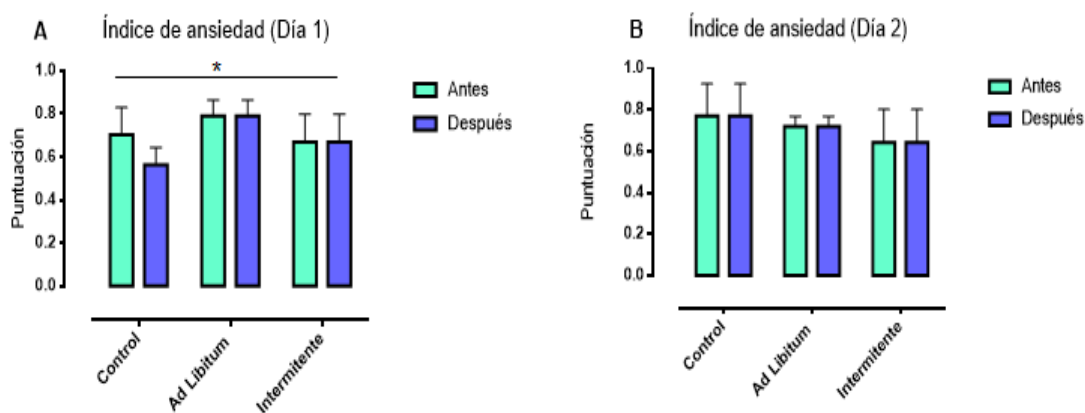 A Índice de ansiedad (Día 1)
*
Antes
Después
Puntuación
1.0
0.8
0.6
0.4
0.2
0.0
Control
Ad Libitum
Intermitente
B Índice de ansiedad (Día 2)
Antes
Después
Puntuación
1.0
0.8
0.6
0.4
0.2
0.0
Control
Ad Libitum
Intermitente